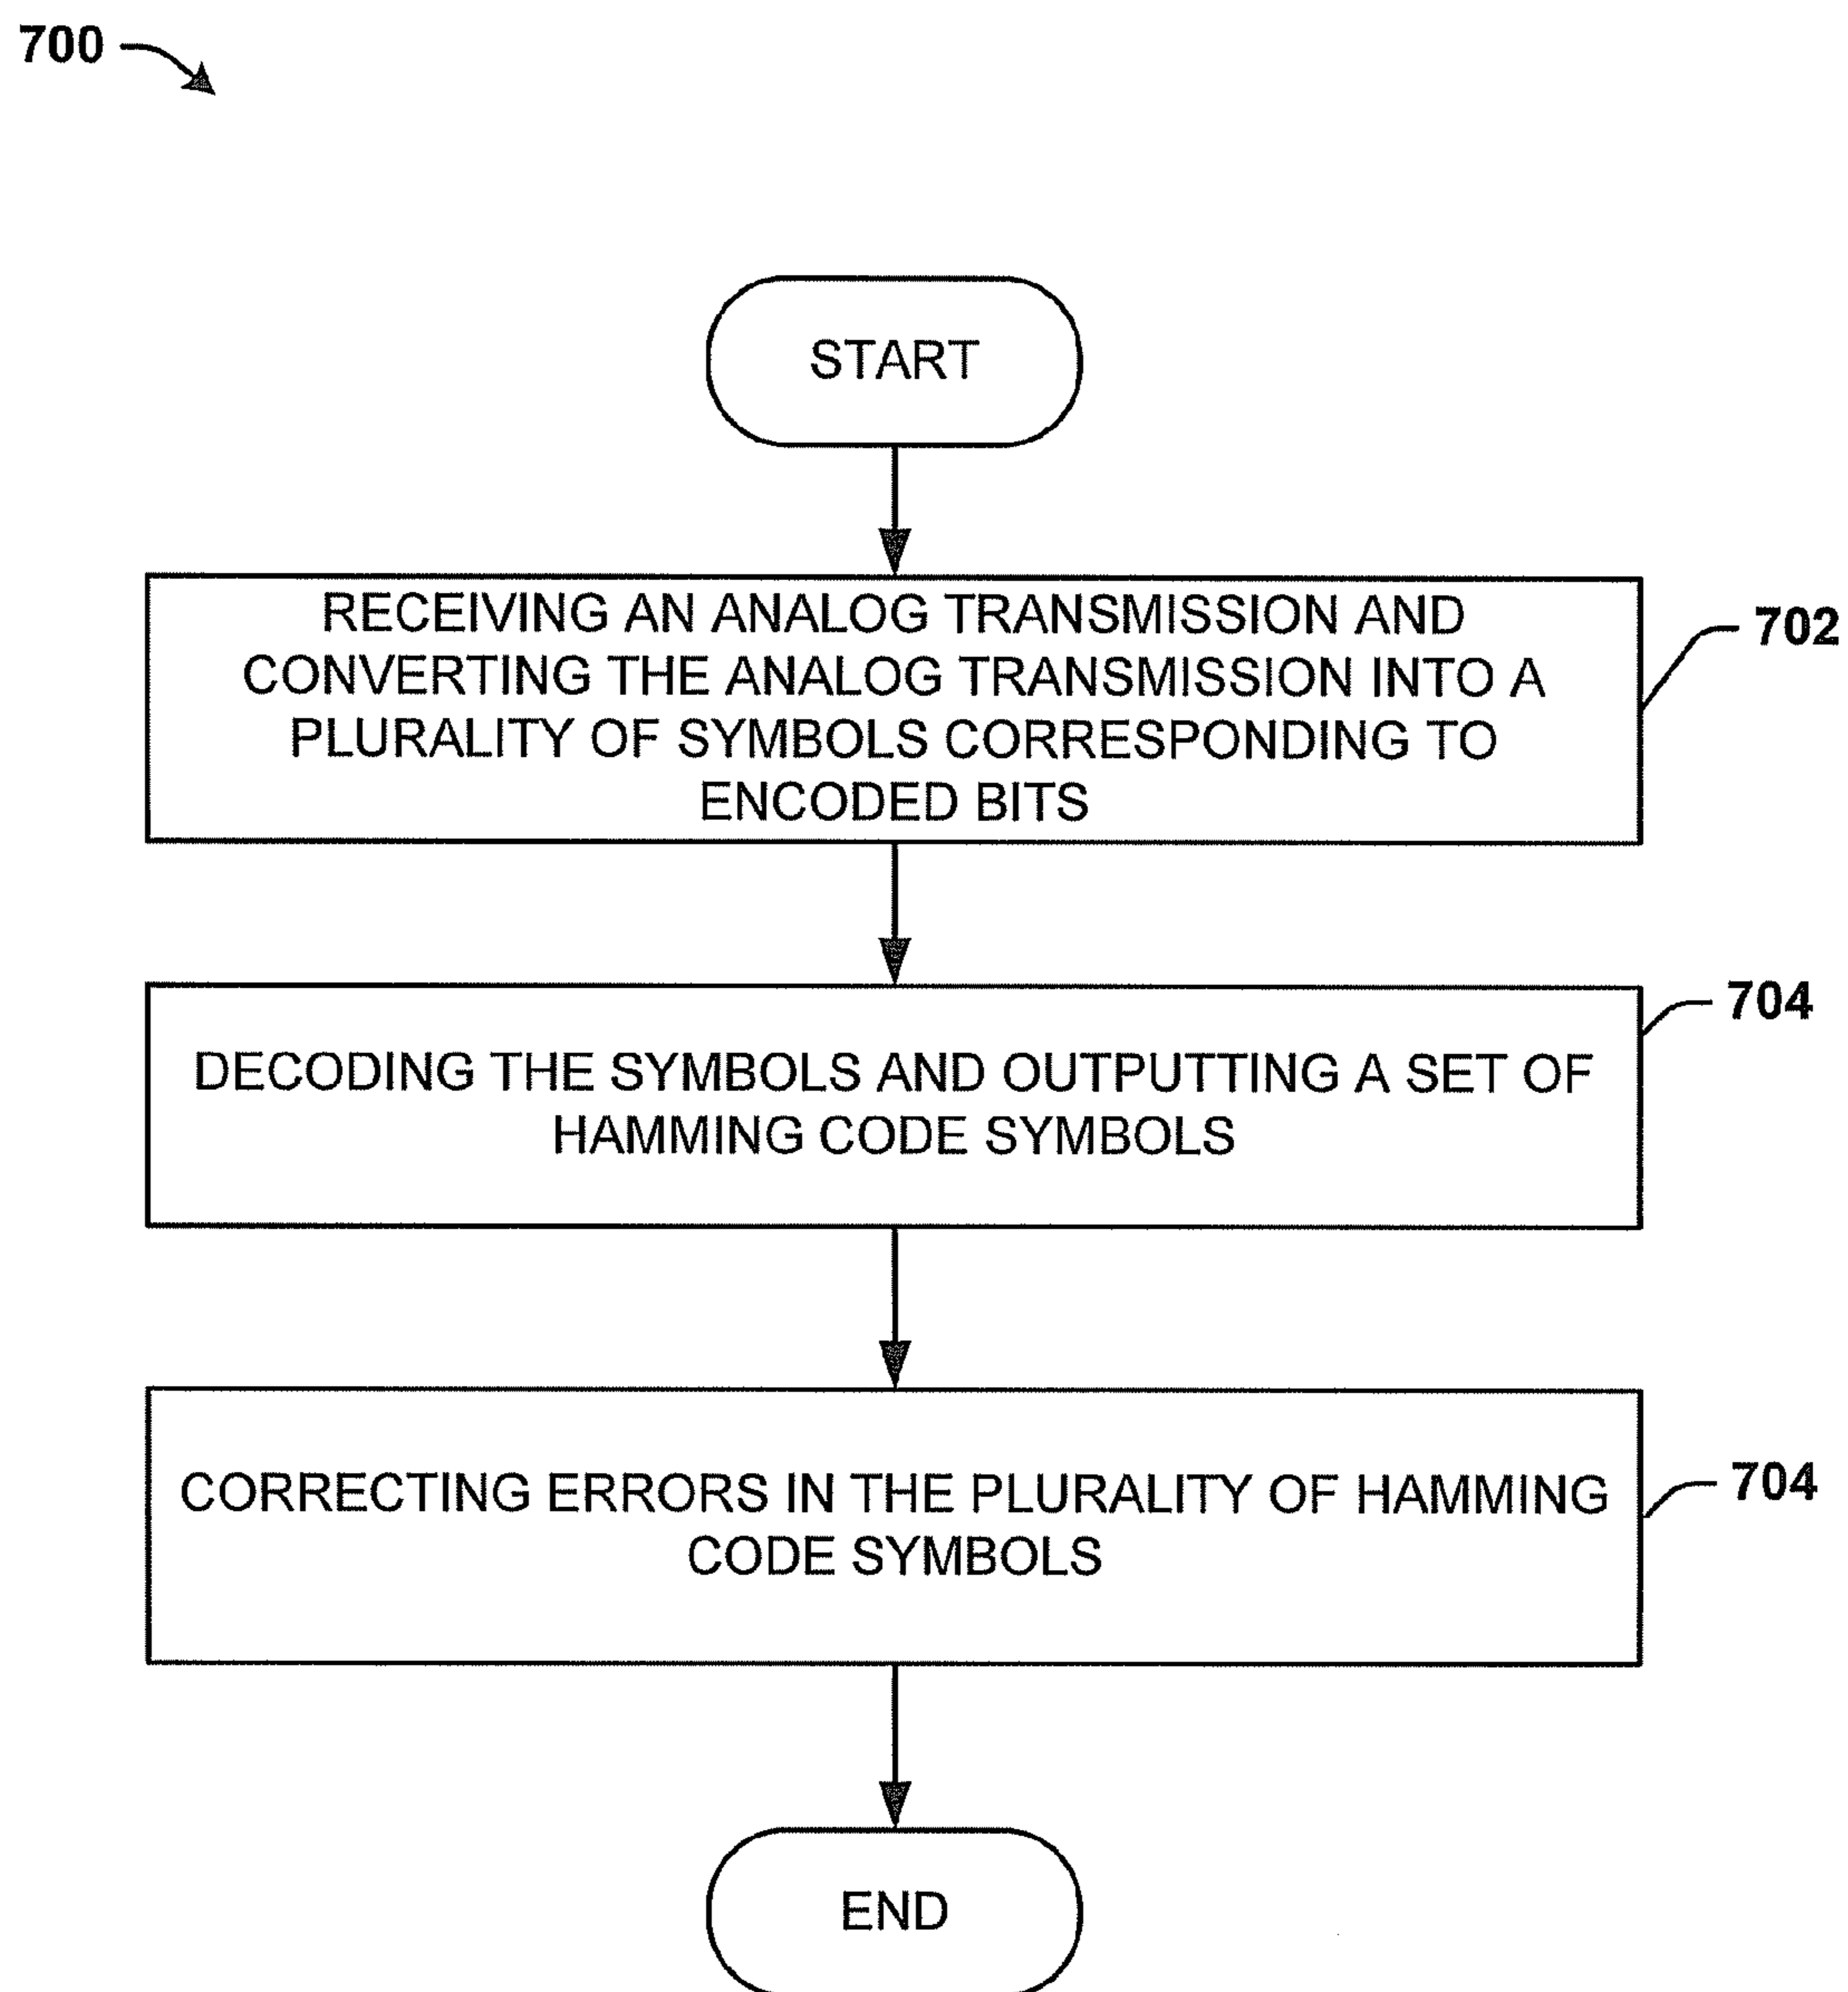 700
START
RECEIVING AN ANALOG TRANSMISSION AND
CONVERTING THE ANALOG TRANSMISSION INTO A
PLURALITY OF SYMBOLS CORRESPONDING TO
ENCODED BITS
702
DECODING THE SYMBOLS AND OUTPUTTING A SET OF
HAMMING CODE SYMBOLS
704
CORRECTING ERRORS IN THE PLURALITY OF HAMMING
CODE SYMBOLS
704
END